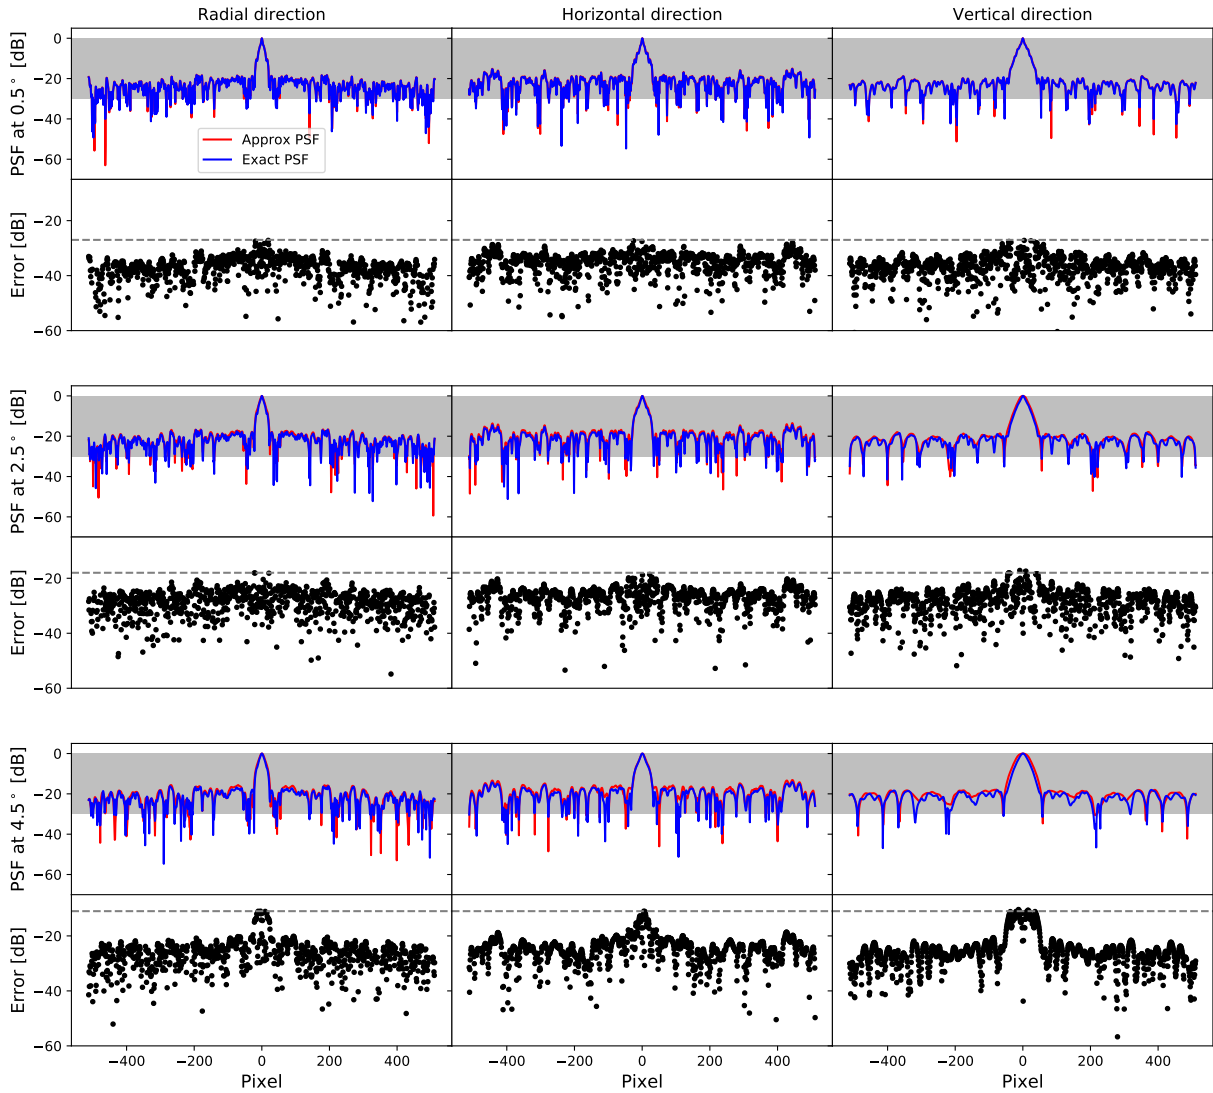 Radial direction Horizontal direction Vertical direction
PSF at 0.5° [dB]
0
−20
−40
−60
Approx PSF
Exact PSF
Error [dB]
−20
−40
−60
PSF at 2.5° [dB]
0
−20
−40
−60
Error [dB]
−20
−40
−60
PSF at 4.5° [dB]
0
−20
−40
−60
Error [dB]
−20
−40
−60
−400 −200 0 200 400 −400 −200 0 200 400 −400 −200 0 200 400
Pixel Pixel Pixel